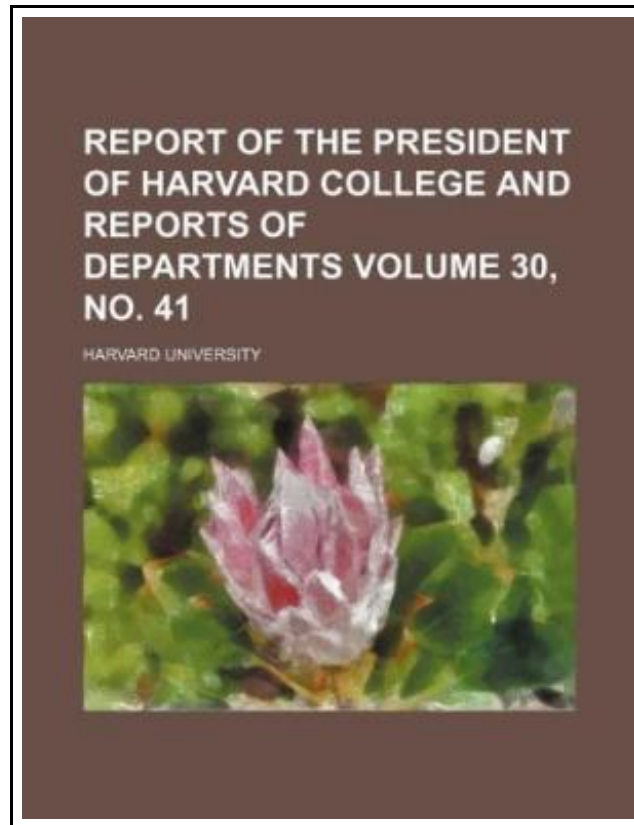 REPORT OF THE PRESIDENT
OF HARVARD COLLEGE AND
REPORTS OF
DEPARTMENTS VOLUME 30,
NO. 41
HARVARD UNIVERSITY